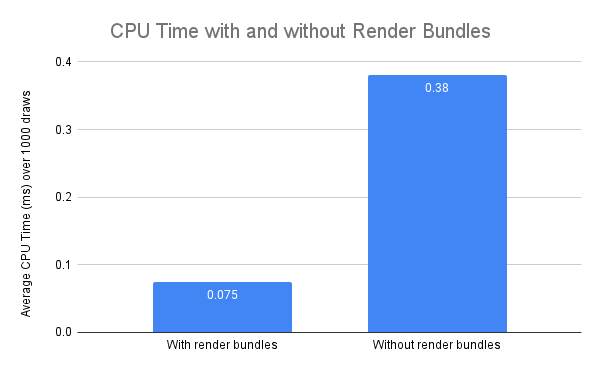 CPU Time with and without Render Bundles
Average CPU Time (ms) over 1000 draws
0.4
0.3
0.2
0.1
0.0
0.075
0.38
With render bundles
Without render bundles